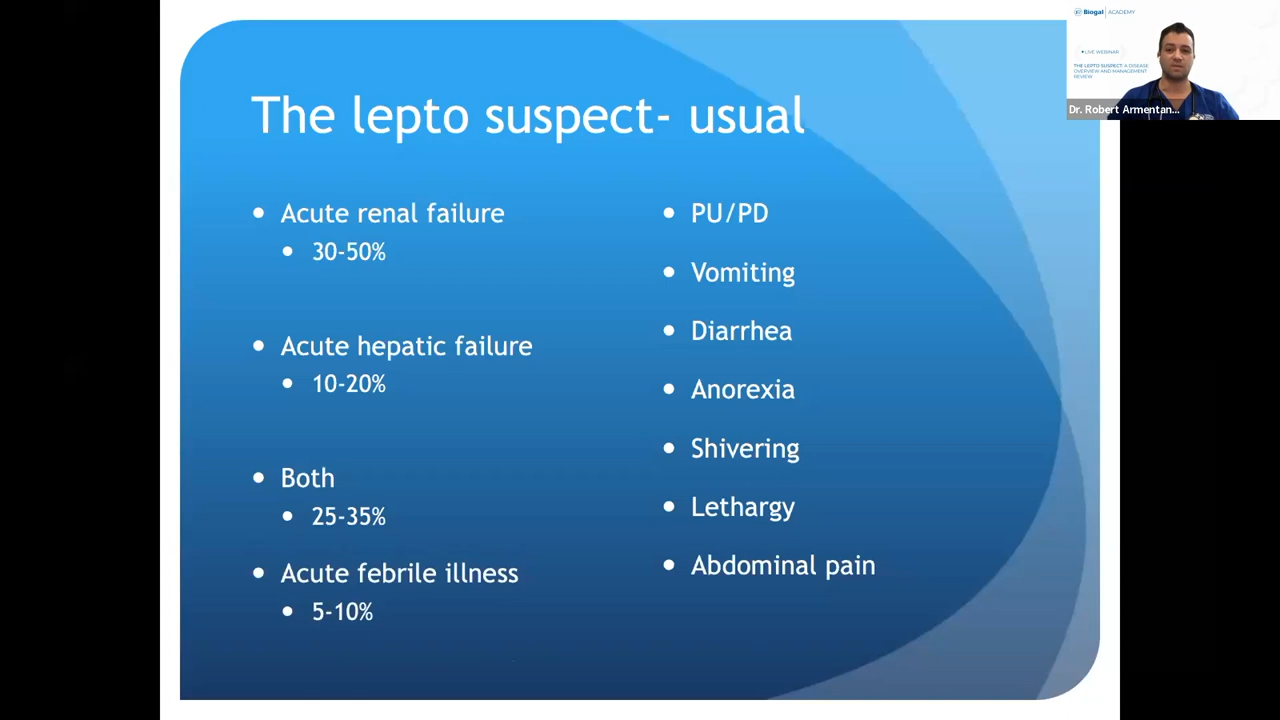 The lepto suspect- usual
Acute renal failure
30-50%
Acute hepatic failure
10-20%
Both
25-35%
Acute febrile illness
5-10%
PU/PD
Vomiting
Diarrhea
Anorexia
Shivering
Lethargy
Abdominal pain
Biogal | ACADEMY
• LIVE WEBINAR
THE LEPTO SUSPECT: A DISEASE
OVERVIEW AND MANAGEMENT
REVIEW
Dr. Robert Armentan...